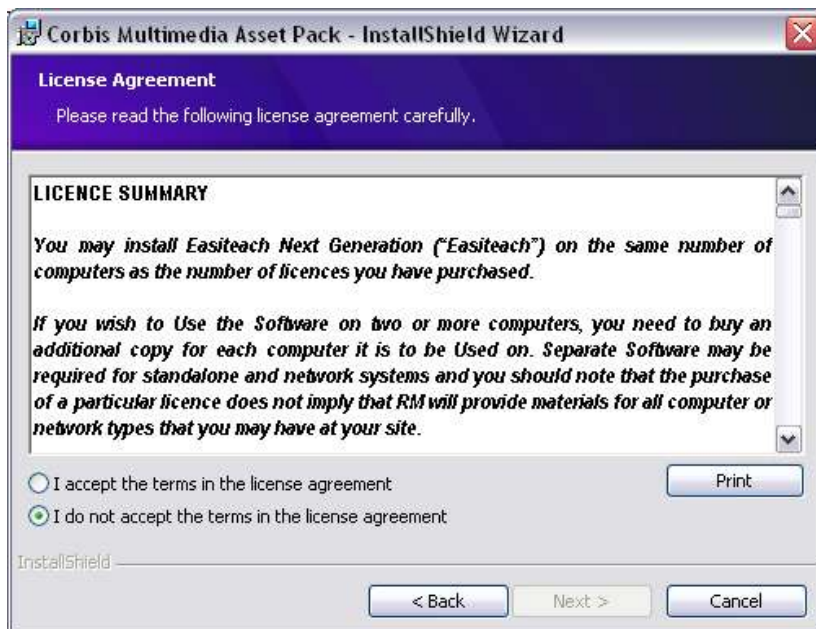 Corbis Multimedia Asset Pack - InstallShield Wizard
License Agreement
Please read the following license agreement carefully.
LICENCE SUMMARY
You may install Easiteach Next Generation (“Easiteach”) on the same number of
computers as the number of licences you have purchased.
If you wish to Use the Software on two or more computers, you need to buy an
additional copy for each computer it is to be Used on. Separate Software may be
required for standalone and network systems and you should note that the purchase
of a particular licence does not imply that RM will provide materials for all computer or
network types that you may have at your site.
I accept the terms in the license agreement
Print
I do not accept the terms in the license agreement
InstallShield
< Back
Next >
Cancel